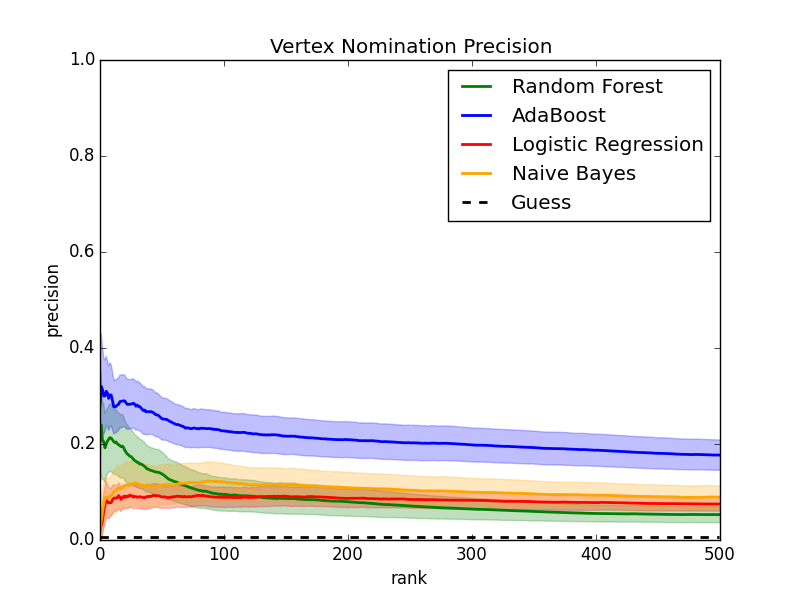 Vertex Nomination Precision
1.0
0.8
0.6
0.4
0.2
0.0
precision
Random Forest
AdaBoost
Logistic Regression
Naive Bayes
Guess
0 100 200 300 400 500
rank